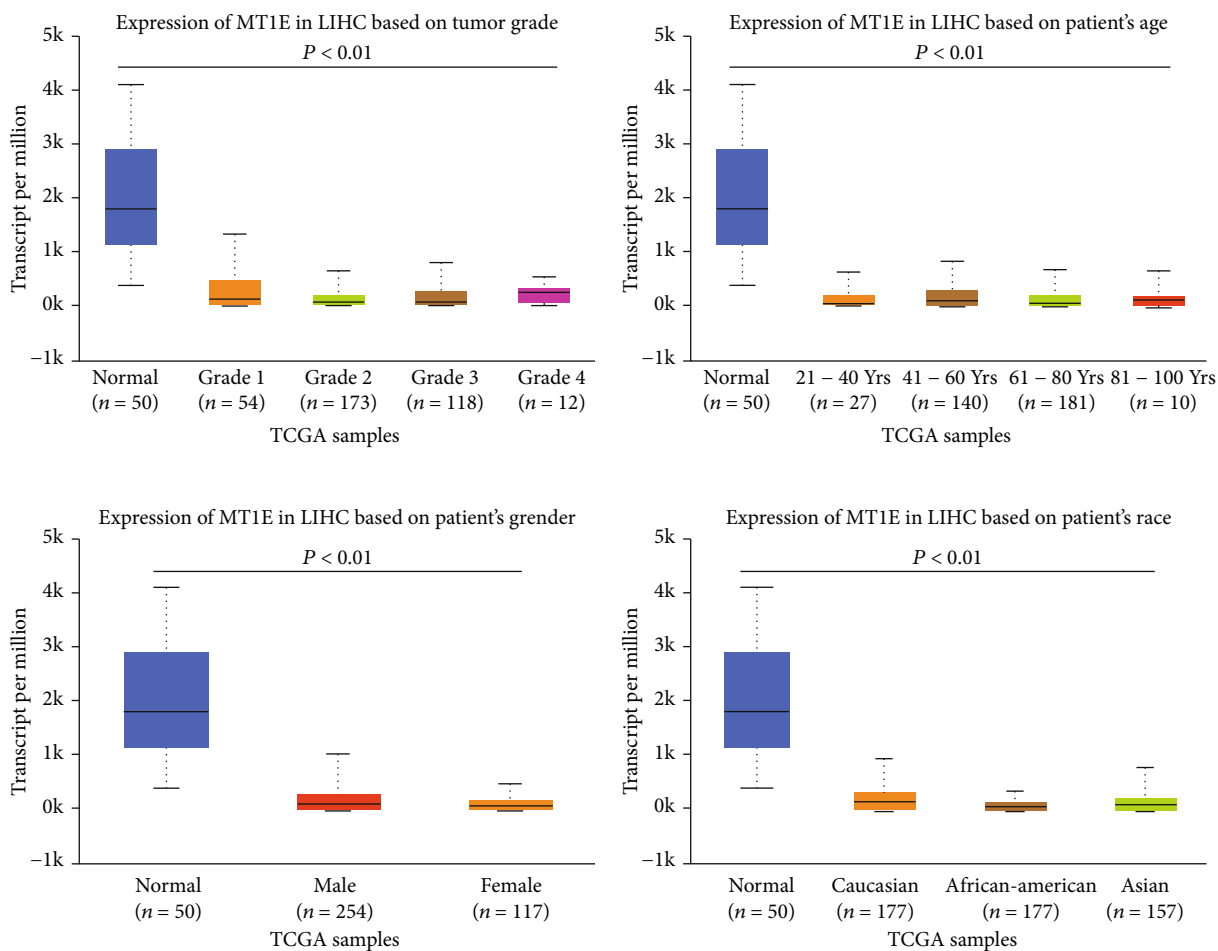 Expression of MT1E in LIHC based on tumor grade
P < 0.01
5k
4k
3k
2k
1k
0k
−1k
Transcript per million
Normal
(n = 50)
Grade 1
(n = 54)
Grade 2
(n = 173)
Grade 3
(n = 118)
Grade 4
(n = 12)
TCGA samples
Expression of MT1E in LIHC based on patient's age
P < 0.01
5k
4k
3k
2k
1k
0k
−1k
Transcript per million
Normal
(n = 50)
21 – 40 Yrs
(n = 27)
41 – 60 Yrs
(n = 140)
61 – 80 Yrs
(n = 181)
81 – 100 Yrs
(n = 10)
TCGA samples
Expression of MT1E in LIHC based on patient's grender
P < 0.01
5k
4k
3k
2k
1k
0k
−1k
Transcript per million
Normal
(n = 50)
Male
(n = 254)
Female
(n = 117)
TCGA samples
Expression of MT1E in LIHC based on patient's race
P < 0.01
5k
4k
3k
2k
1k
0k
−1k
Transcript per million
Normal
(n = 50)
Caucasian
(n = 177)
African-american
(n = 177)
Asian
(n = 157)
TCGA samples